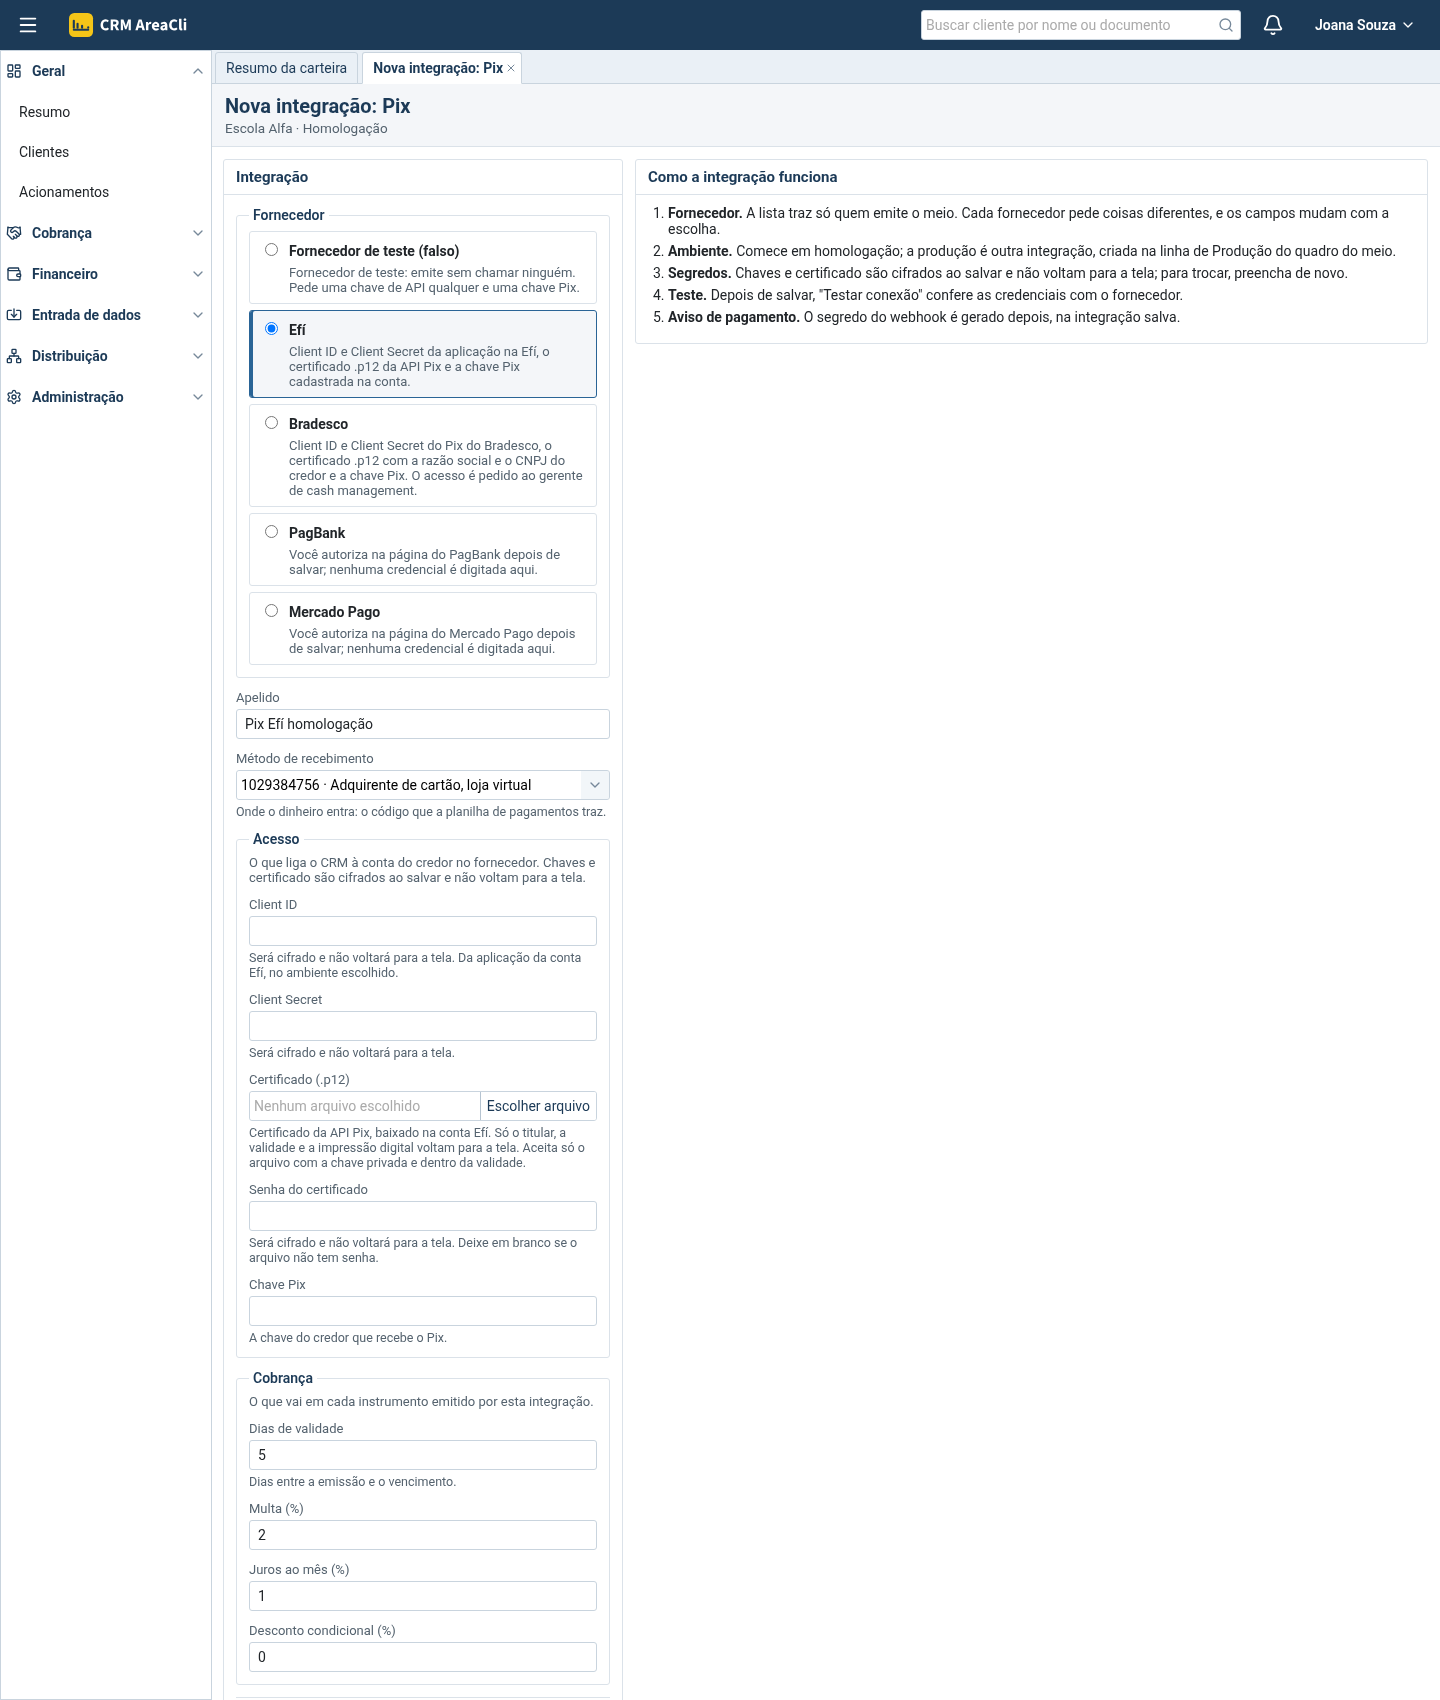 CRM AreaCli
Buscar cliente por nome ou documento
Joana Souza
Geral
Resumo
Clientes
Acionamentos
Cobrança
Financeiro
Entrada de dados
Distribuição
Administração
Resumo da carteira
Nova integração: Pix
Nova integração: Pix
Escola Alfa · Homologação
Integração
Fornecedor
Fornecedor de teste (falso)
Fornecedor de teste: emite sem chamar ninguém.
Pede uma chave de API qualquer e uma chave Pix.
Efí
Client ID e Client Secret da aplicação na Efí, o
certificado .p12 da API Pix e a chave Pix
cadastrada na conta.
Bradesco
Client ID e Client Secret do Pix do Bradesco, o
certificado .p12 com a razão social e o CNPJ do
credor e a chave Pix. O acesso é pedido ao gerente
de cash management.
PagBank
Você autoriza na página do PagBank depois de
salvar; nenhuma credencial é digitada aqui.
Mercado Pago
Você autoriza na página do Mercado Pago depois
de salvar; nenhuma credencial é digitada aqui.
Apelido
Pix Efí homologação
Método de recebimento
1029384756 · Adquirente de cartão, loja virtual
Onde o dinheiro entra: o código que a planilha de pagamentos traz.
Acesso
O que liga o CRM à conta do credor no fornecedor. Chaves e
certificado são cifrados ao salvar e não voltam para a tela.
Client ID
Será cifrado e não voltará para a tela. Da aplicação da conta
Efí, no ambiente escolhido.
Client Secret
Será cifrado e não voltará para a tela.
Certificado (.p12)
Nenhum arquivo escolhido
Escolher arquivo
Certificado da API Pix, baixado na conta Efí. Só o titular, a
validade e a impressão digital voltam para a tela. Aceita só o
arquivo com a chave privada e dentro da validade.
Senha do certificado
Será cifrado e não voltará para a tela. Deixe em branco se o
arquivo não tem senha.
Chave Pix
A chave do credor que recebe o Pix.
Cobrança
O que vai em cada instrumento emitido por esta integração.
Dias de validade
5
Dias entre a emissão e o vencimento.
Multa (%)
2
Juros ao mês (%)
1
Desconto condicional (%)
0
Como a integração funciona
1. Fornecedor. A lista traz só quem emite o meio. Cada fornecedor pede coisas diferentes, e os campos mudam com a
escolha.
2. Ambiente. Comece em homologação; a produção é outra integração, criada na linha de Produção do quadro do meio.
3. Segredos. Chaves e certificado são cifrados ao salvar e não voltam para a tela; para trocar, preencha de novo.
4. Teste. Depois de salvar, "Testar conexão" confere as credenciais com o fornecedor.
5. Aviso de pagamento. O segredo do webhook é gerado depois, na integração salva.